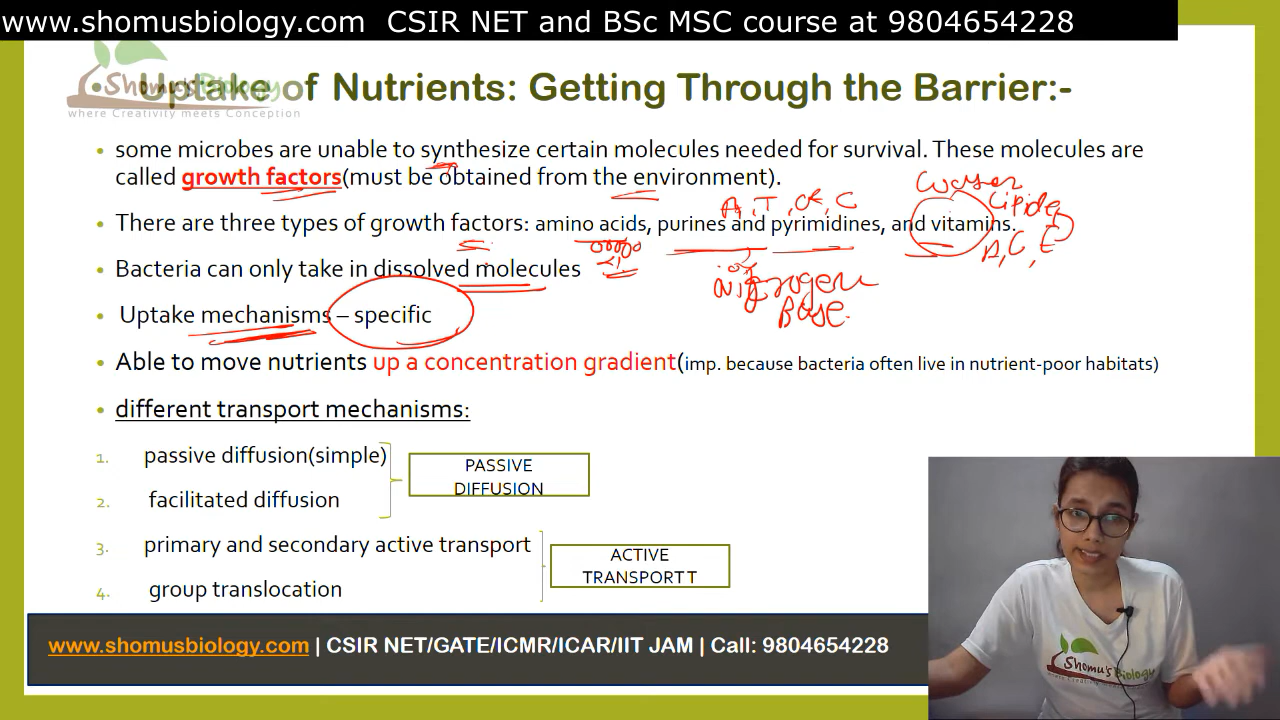 www.shomusbiology.com CSIR NET and BSc MSC course at 9804654228
Shomu's Biology
where Creativity meets Conception
Uptake of Nutrients: Getting Through the Barrier:-
• some microbes are unable to synthesize certain molecules needed for survival. These molecules are
called growth factors(must be obtained from the environment).
A, T, G, C
water
Lipide
• There are three types of growth factors: amino acids, purines and pyrimidines, and vitamins.
• Bacteria can only take in dissolved molecules
Nitrogen
Base.
Uptake mechanisms – specific
• Able to move nutrients up a concentration gradient(imp. because bacteria often live in nutrient-poor habitats)
• different transport mechanisms:
1. passive diffusion(simple)
2. facilitated diffusion
PASSIVE
DIFFUSION
3. primary and secondary active transport
4. group translocation
ACTIVE
TRANSPORTT
www.shomusbiology.com | CSIR NET/GATE/ICMR/ICAR/IIT JAM | Call: 9804654228
Shomu's Biology